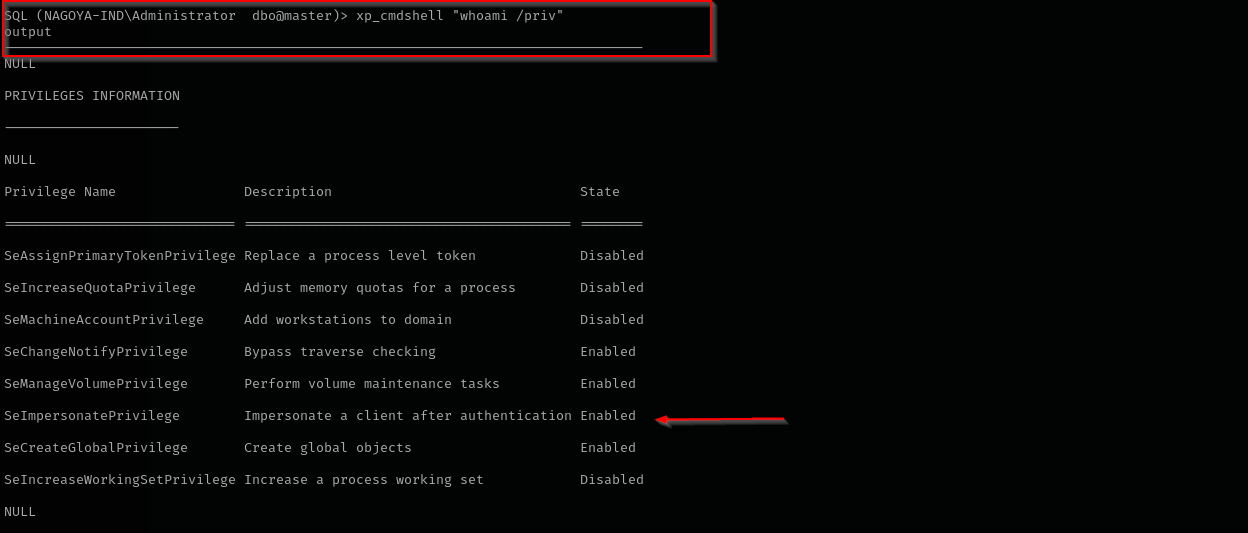 SQL (NAGOYA-IND\Administrator  dbo@master)> xp_cmdshell "whoami /priv"
output
NULL
PRIVILEGES INFORMATION
NULL
Privilege Name                Description                               State
SeAssignPrimaryTokenPrivilege Replace a process level token             Disabled
SeIncreaseQuotaPrivilege      Adjust memory quotas for a process        Disabled
SeMachineAccountPrivilege     Add workstations to domain                Disabled
SeChangeNotifyPrivilege       Bypass traverse checking                  Enabled
SeManageVolumePrivilege       Perform volume maintenance tasks          Enabled
SeImpersonatePrivilege        Impersonate a client after authentication Enabled
SeCreateGlobalPrivilege       Create global objects                     Enabled
SeIncreaseWorkingSetPrivilege Increase a process working set            Disabled
NULL